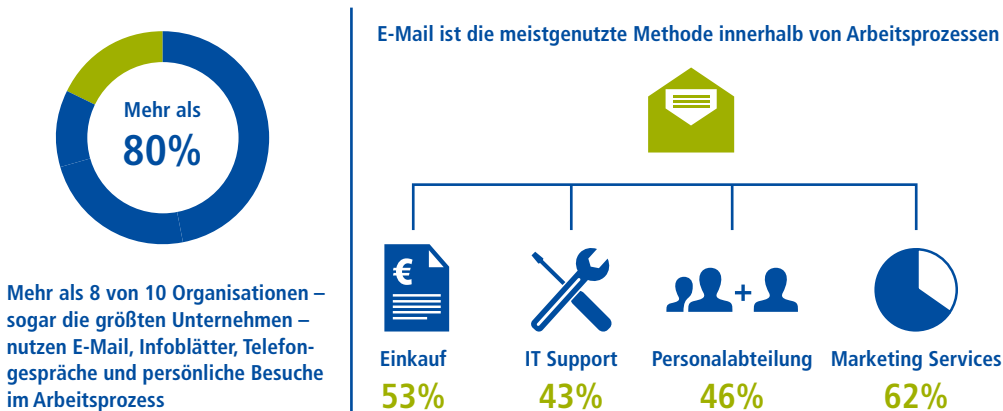 Mehr als
80%
Mehr als 8 von 10 Organisationen –
sogar die größten Unternehmen –
nutzen E-Mail, Infoblätter, Telefon-
gespräche und persönliche Besuche
im Arbeitsprozess
E-Mail ist die meistgenutzte Methode innerhalb von Arbeitsprozessen
€
+
Einkauf
53%
IT Support
43%
Personalabteilung
46%
Marketing Services
62%